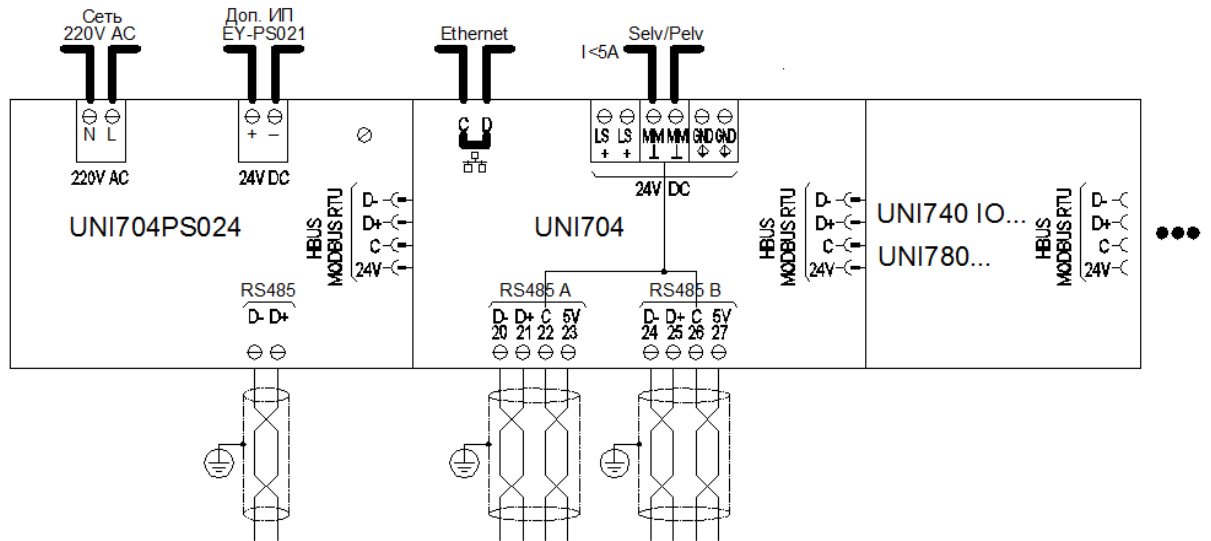 Сеть
220V AC
Доп. ИП
EY-PS021
Ethernet
I<5A
Selv/Pelv
N L
+ −
C D
LS LS MM MM GND GND
+ + ⊥ ⊥
220V AC
24V DC
24V DC
UNI704PS024
HBUS
MODBUS RTU
D-
D+
C
24V
UNI704
HBUS
MODBUS RTU
D-
D+
C
24V
UNI740 IO...
UNI780...
HBUS
MODBUS RTU
D-
D+
C
24V
RS485
D- D+
RS485 A
D- D+ C 5V
20 21 22 23
RS485 B
D- D+ C 5V
24 25 26 27